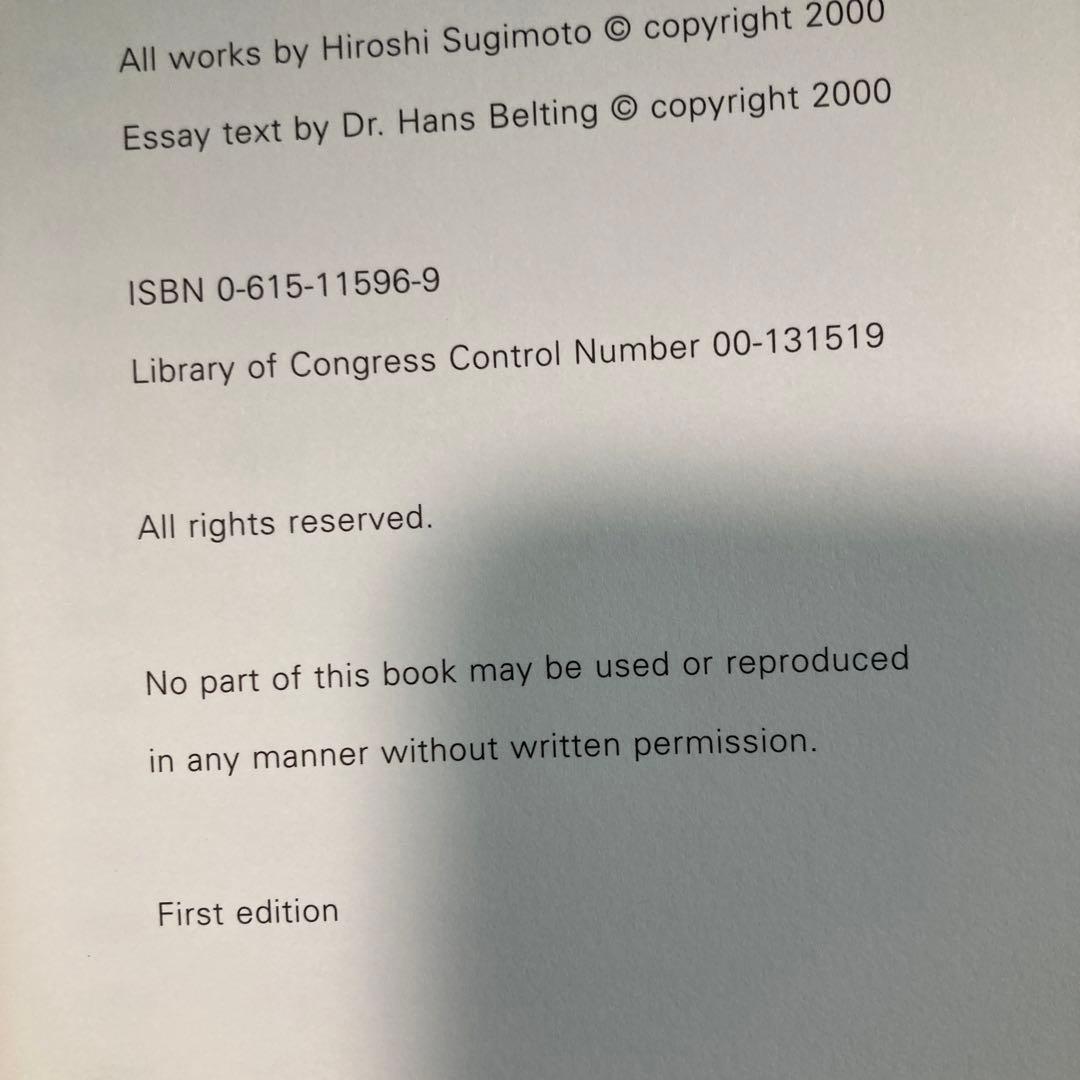 All works by Hiroshi Sugimoto © copyright 2000
Essay text by Dr. Hans Belting © copyright 2000
ISBN 0-615-11596-9
Library of Congress Control Number 00-131519
All rights reserved.
No part of this book may be used or reproduced
in any manner without written permission.
First edition